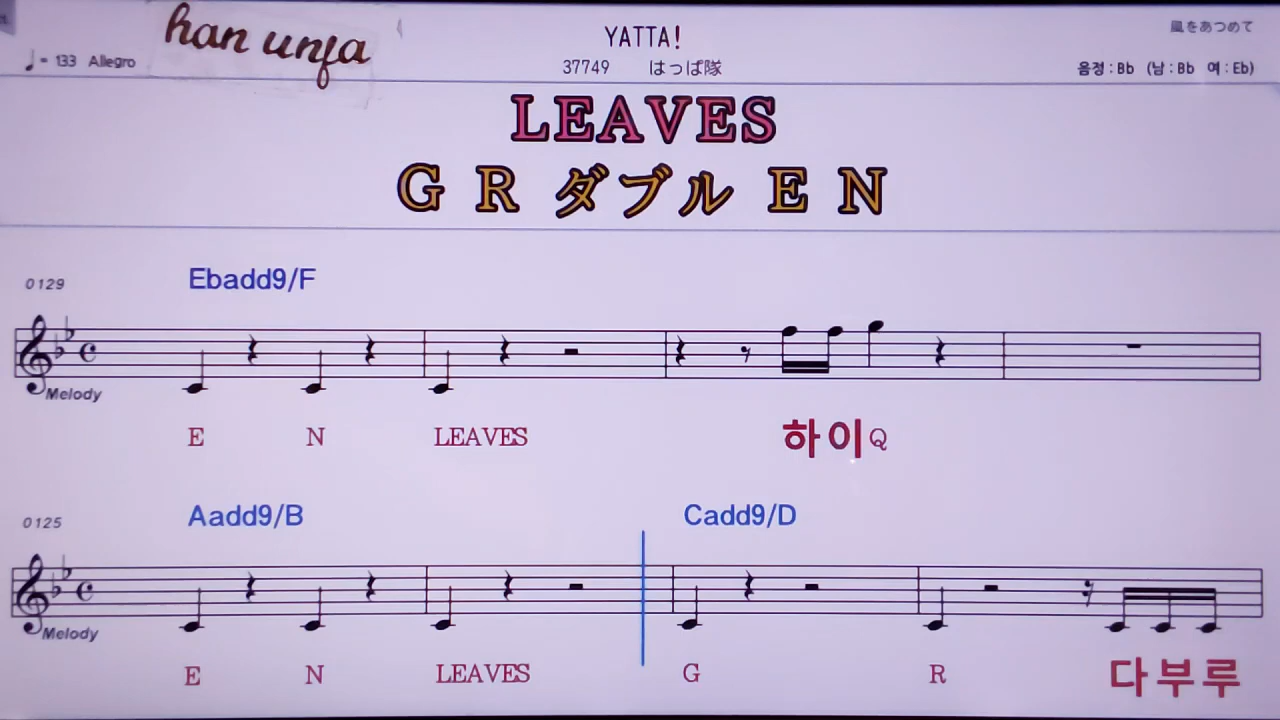 han unfa
YATTA!
風をあつめて
♩= 133 Allegro
37749 はっぱ隊
음정 : Bb (남 : Bb 여 : Eb)
LEAVES
G R ダブル E N
0129
Ebadd9/F
Melody
E N LEAVES 하이Q
0125
Aadd9/B Cadd9/D
Melody
E N LEAVES G R 다부루